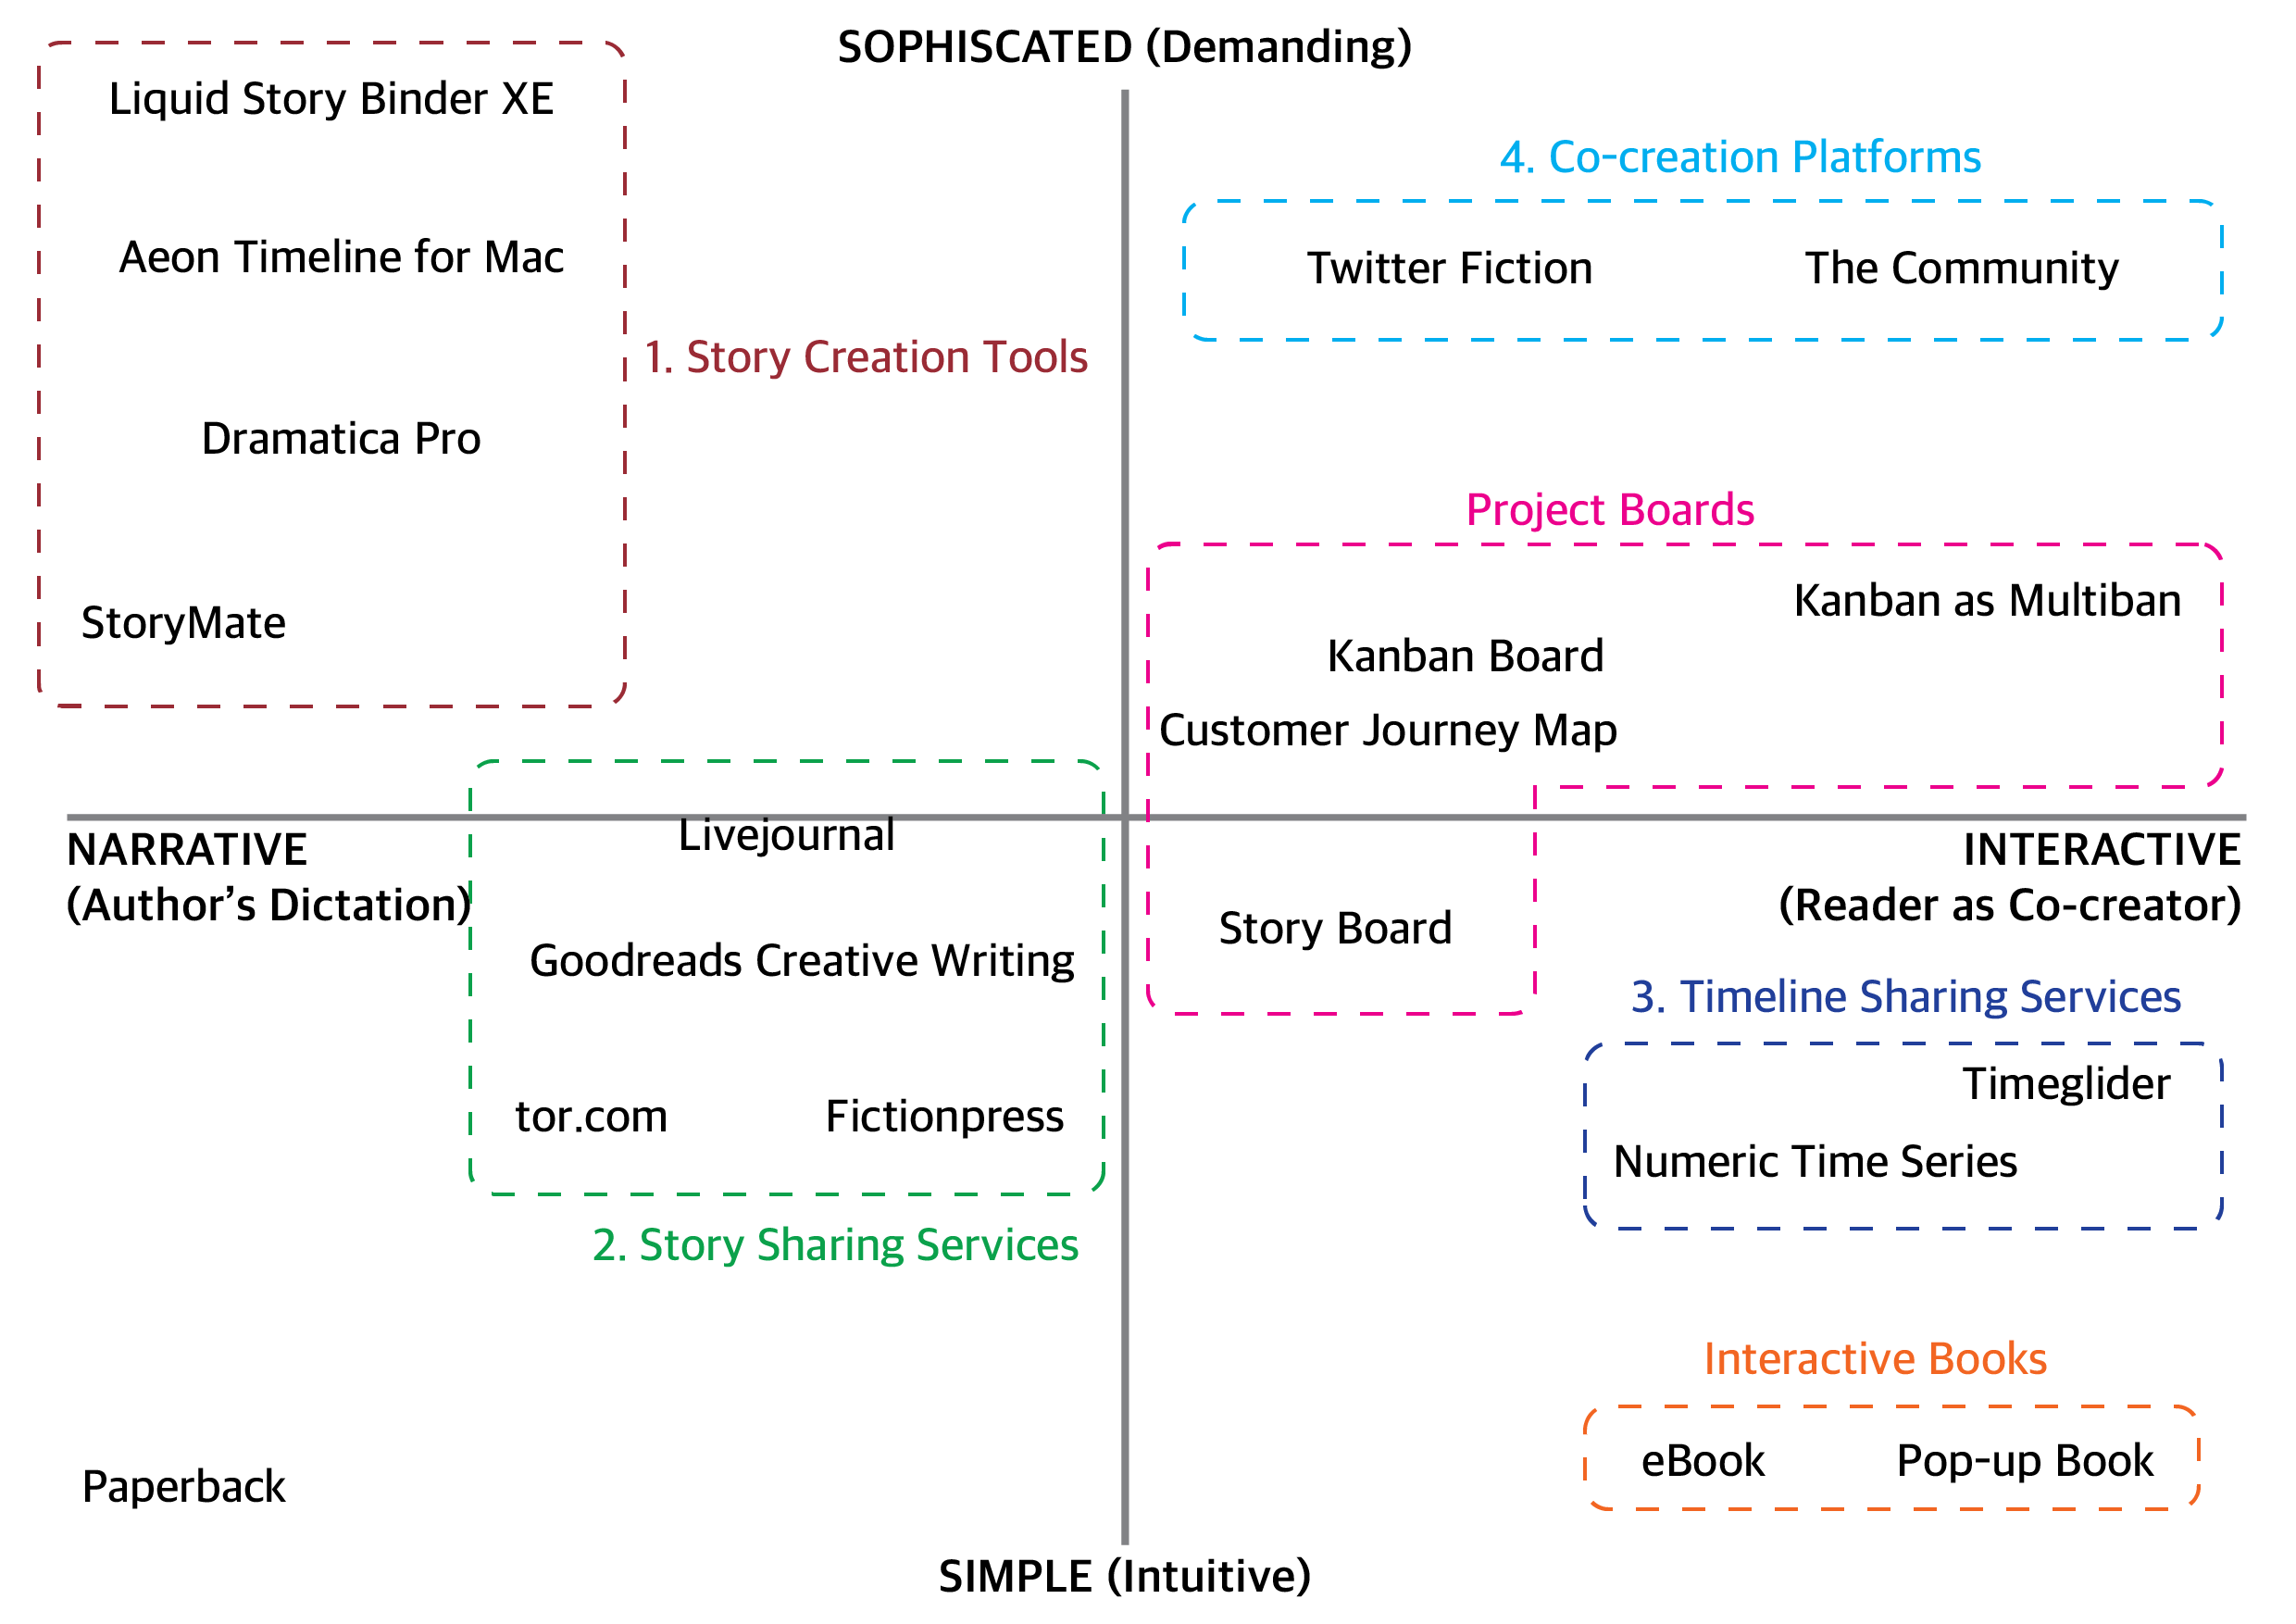 SOPHISCATED (Demanding)
Liquid Story Binder XE
Aeon Timeline for Mac
1. Story Creation Tools
Dramatica Pro
StoryMate
4. Co-creation Platforms
Twitter Fiction
The Community
Project Boards
Kanban as Multiban
Kanban Board
Customer Journey Map
Story Board
NARRATIVE
(Author’s Dictation)
INTERACTIVE
(Reader as Co-creator)
Livejournal
Goodreads Creative Writing
tor.com
Fictionpress
2. Story Sharing Services
3. Timeline Sharing Services
Timeglider
Numeric Time Series
Interactive Books
eBook
Pop-up Book
Paperback
SIMPLE (Intuitive)